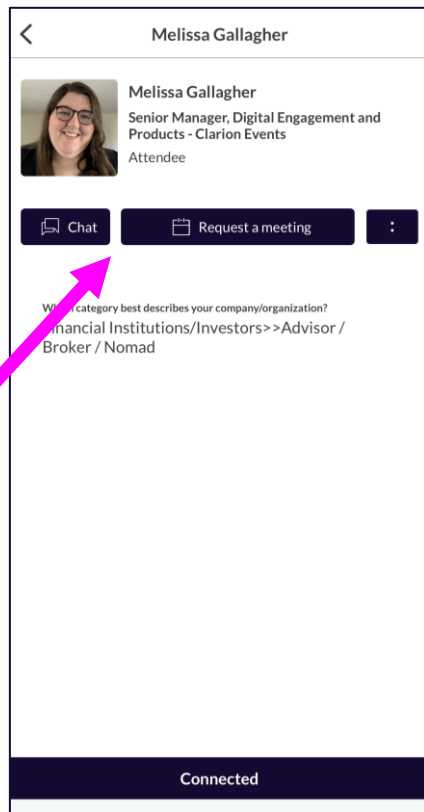 Melissa Gallagher
Melissa Gallagher
Senior Manager, Digital Engagement and
Products - Clarion Events
Attendee
Chat
Request a meeting
category best describes your company/organization?
Institutions/Investors>>Advisor /
Broker / Nomad
Connected